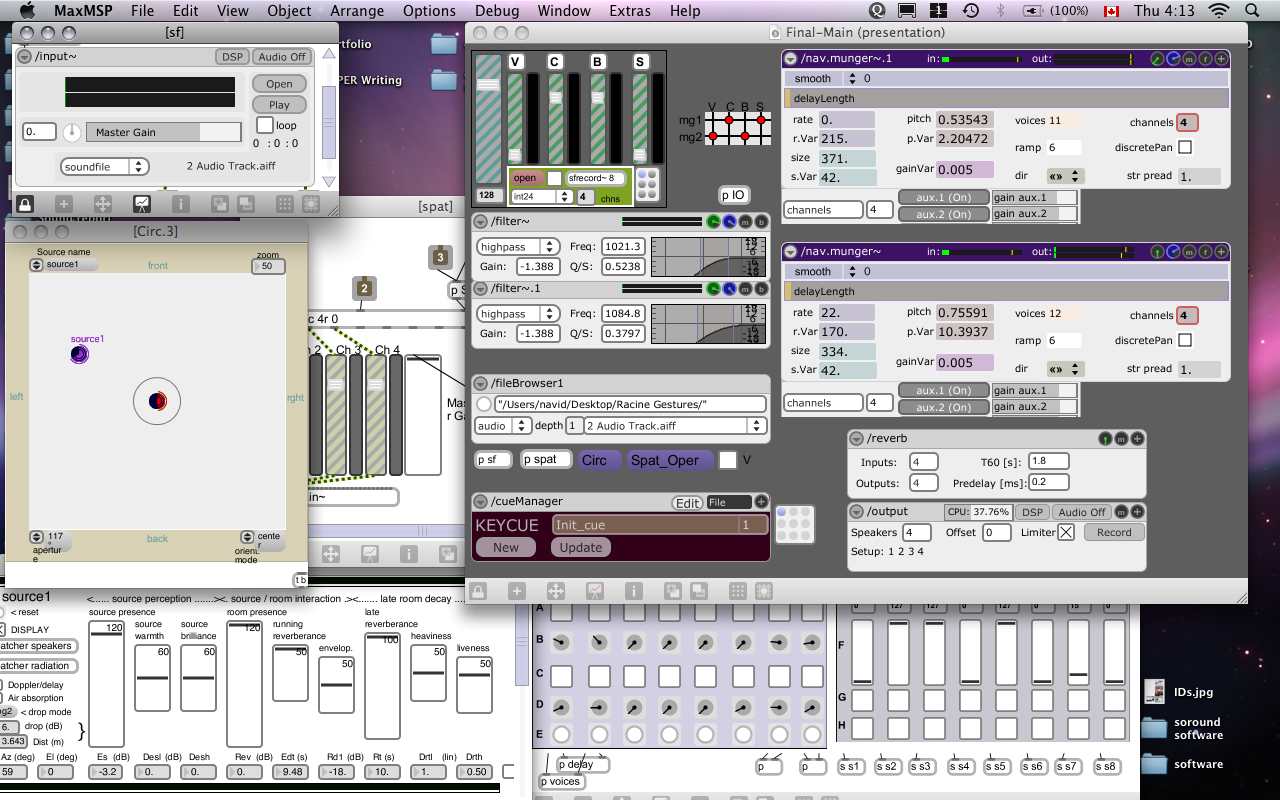 MaxMSP File Edit View Object Arrange Options Debug Window Extras Help (100%) Thu 4:13
[sf]
/input~ DSP Audio Off
Open
Play
loop
0. Master Gain
0 : 0 : 0
soundfile 2 Audio Track.aiff
rtfolio
PER Writing
[Circ.3]
Source name
source1
front
zoom
50
source1
left
right
117°
aperture
back
center
orient. mode
t b
[spat]
3
2
p S
c 4r 0
h 2 Ch 3 Ch 4
Mas
r Ga
in~
Final-Main (presentation)
V C B S
128
open sfrecord~ 8
int24 4 chns
V C B S
mg1
mg2
p IO
/filter~ m b
highpass Freq: 1021.3
Gain: -1.388 Q/S: 0.5238
/filter~.1 m b
highpass Freq: 1084.8
Gain: -1.388 Q/S: 0.3797
/fileBrowser1
"/Users/navid/Desktop/Racine Gestures/"
audio depth 1 2 Audio Track.aiff
p sf p spat Circ Spat_Oper V
/cueManager Edit File
KEYCUE Init_cue 1
New Update
/nav.munger~.1 in: out: m f
smooth 0
delayLength
rate 0. pitch 0.53543 voices 11 channels 4
r.Var 215. p.Var 2.20472 ramp 6 discretePan
size 371. gainVar 0.005
s.Var 42. dir «» str pread 1.
channels 4 aux.1 (On) gain aux.1
aux.2 (On) gain aux.2
/nav.munger~.1 in: out: m f
smooth 0
delayLength
rate 22. pitch 0.75591 voices 12 channels 4
r.Var 170. p.Var 10.3937 ramp 6 discretePan
size 334. gainVar 0.005
s.Var 42. dir «» str pread 1.
channels 4 aux.1 (On) gain aux.1
aux.2 (On) gain aux.2
/reverb m
Inputs: 4 T60 [s]: 1.8
Outputs: 4 Predelay [ms]: 0.2
/output CPU: 37.76% DSP Audio Off m
Speakers 4 Offset 0 Limiter Record
Setup: 1 2 3 4
source1 <...... source perception .......><. source / room interaction .><....... late room decay ....
< reset
DISPLAY
atcher speakers
atcher radiation
Doppler/delay
Air absorption
og2 < drop mode
6. drop (dB)
3.643 Dist (m)
Az (deg) El (deg)
59 0
source presence room presence late
source warmth source brilliance running reverberance envelop. reverberance heaviness liveness
120 60 60 120 50 50 100 50 50
Es (dB) Desl (dB) Desh Rev (dB) Edt (s) Rd1 (dB) Rt (s) Drtl (lin) Drth
-3.2 0. 0. 0. 9.48 -18. 10. 1. 0.50
A
B
C
D
E
p delay
p voices
p p
0 127 127 0 127 0 15 0
F
G
H
s s1 s s2 s s3 s s4 s s5 s s6 s s7 s s8
IDs.jpg
soround software
software